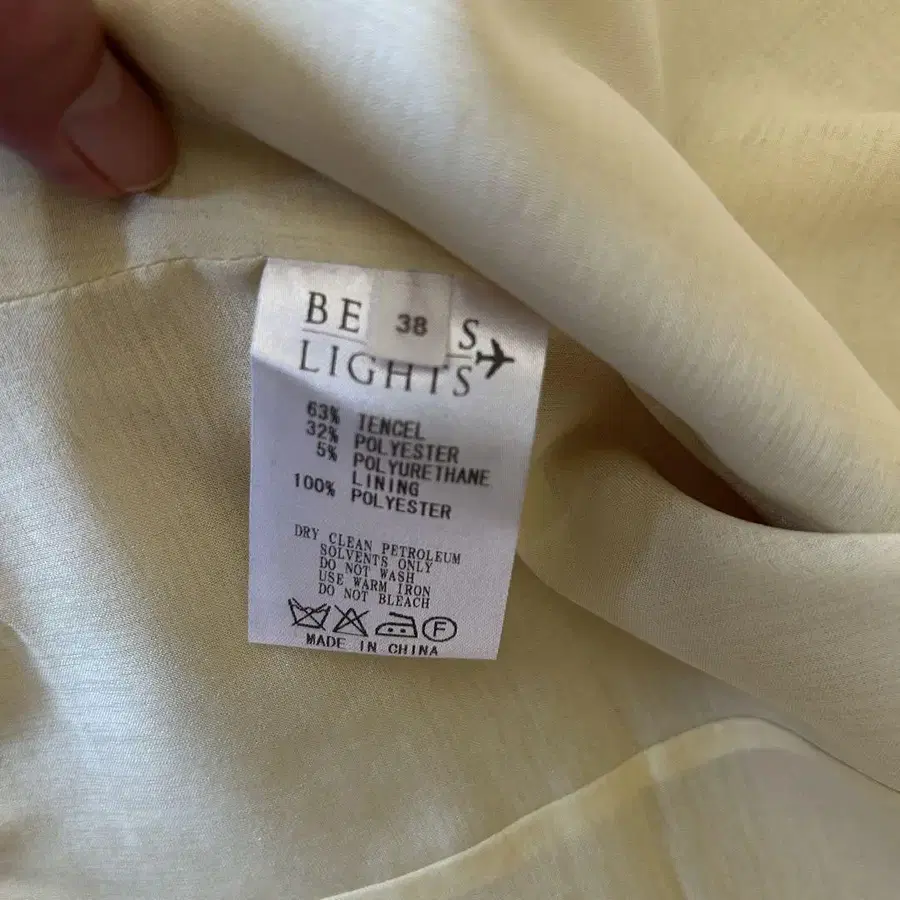 BE S
38
LIGHTS
63% TENCEL
32% POLYESTER
5% POLYURETHANE
LINING
100% POLYESTER
DRY CLEAN PETROLEUM
SOLVENTS ONLY
DO NOT WASH
USE WARM IRON
DO NOT BLEACH
F
MADE IN CHINA